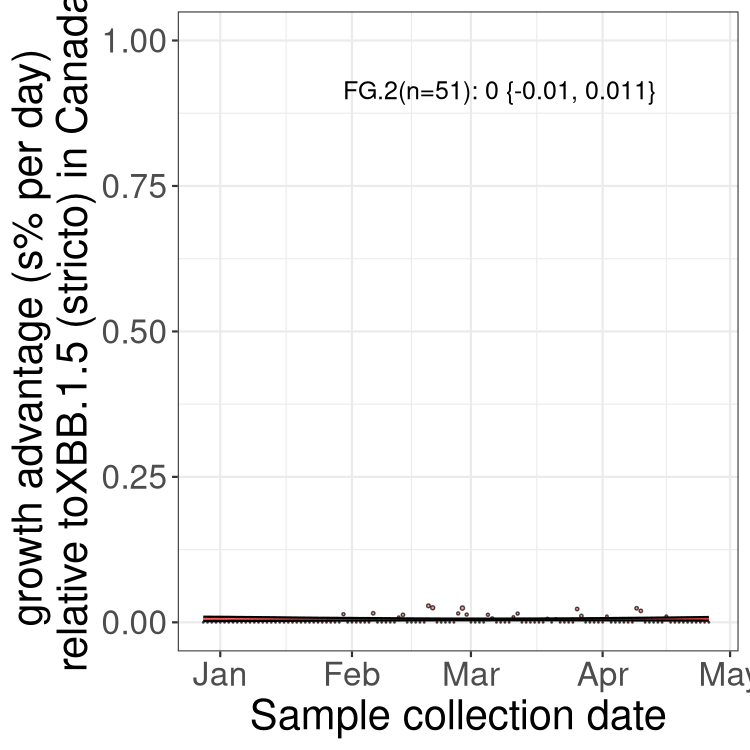 growth advantage (s% per day)
relative toXBB.1.5 (stricto) in Canada
1.00
0.75
0.50
0.25
0.00
FG.2(n=51): 0 {-0.01, 0.011}
Jan
Feb
Mar
Apr
May
Sample collection date